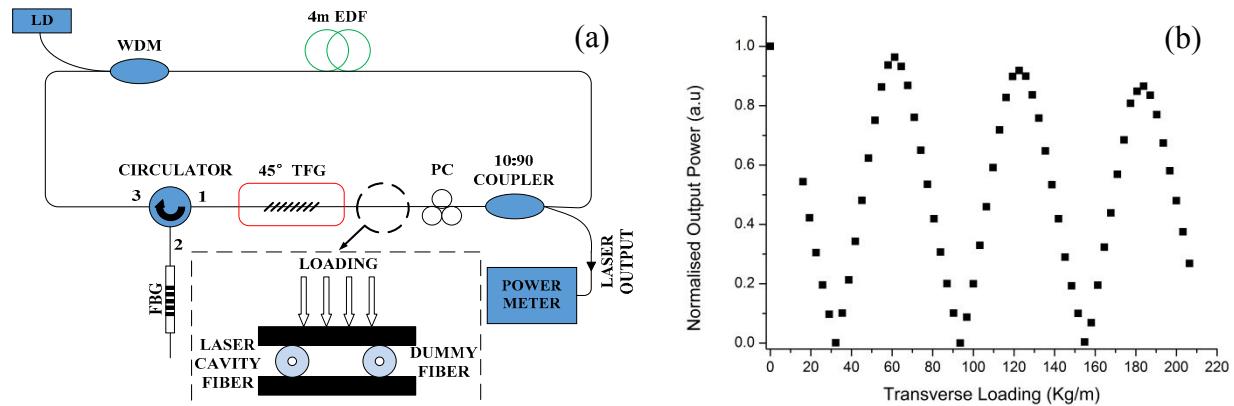 LD
WDM
4m EDF
(a)
CIRCULATOR
3
1
2
45° TFG
PC
10:90
COUPLER
FBG
LOADING
LASER
CAVITY
FIBER
DUMMY
FIBER
POWER
METER
LASER
OUTPUT
(b)
Normalised Output Power (a.u)
1.0
0.8
0.6
0.4
0.2
0.0
0 20 40 60 80 100 120 140 160 180 200 220
Transverse Loading (Kg/m)